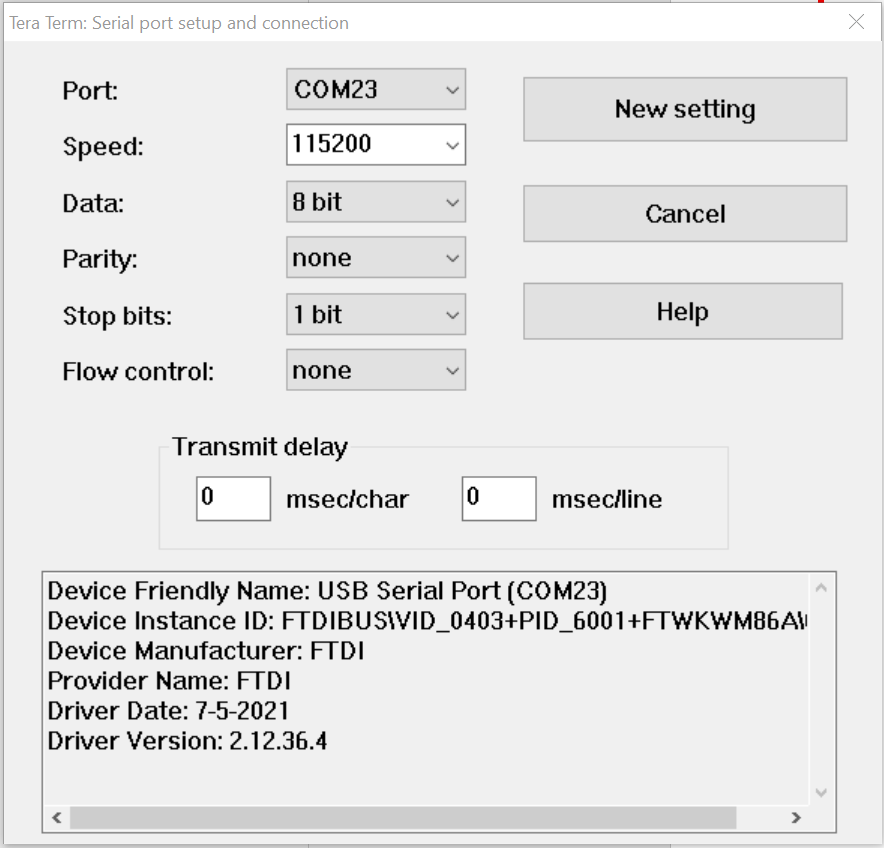 Tera Term: Serial port setup and connection
Port: COM23 New setting
Speed: 115200
Data: 8 bit Cancel
Parity: none
Stop bits: 1 bit Help
Flow control: none
Transmit delay
0 msec/char 0 msec/line
Device Friendly Name: USB Serial Port (COM23)
Device Instance ID: FTDIBUS\VID_0403+PID_6001+FTWKWM86A\
Device Manufacturer: FTDI
Provider Name: FTDI
Driver Date: 7-5-2021
Driver Version: 2.12.36.4